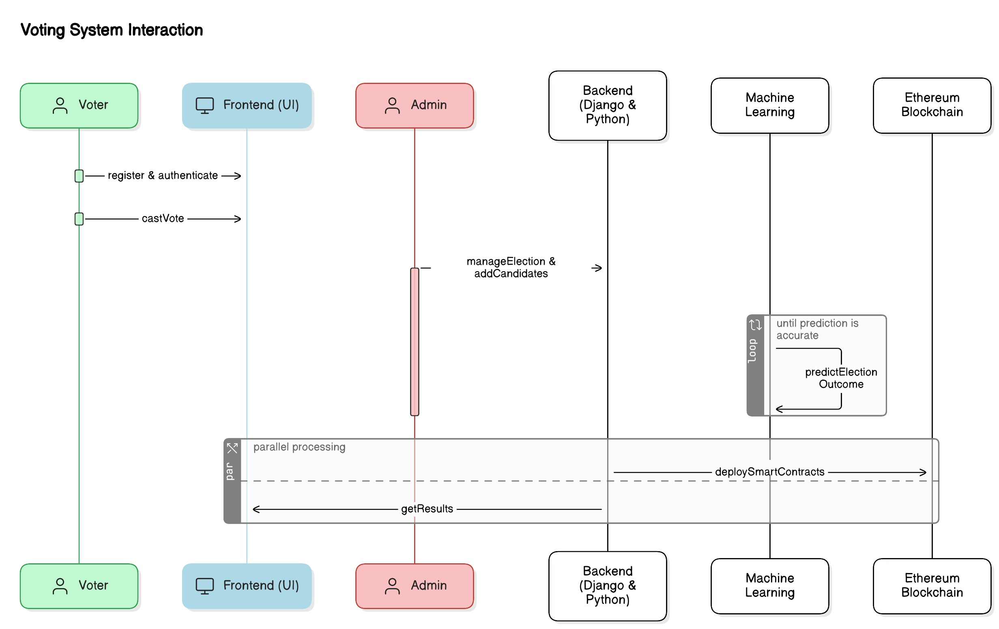 Voting System Interaction
Voter
Frontend (UI)
Admin
Backend
(Django &
Python)
Machine
Learning
Ethereum
Blockchain
register & authenticate
castVote
manageElection &
addCandidates
loop
until prediction is
accurate
predictElection
Outcome
par
parallel processing
deploySmartContracts
getResults
Voter
Frontend (UI)
Admin
Backend
(Django &
Python)
Machine
Learning
Ethereum
Blockchain